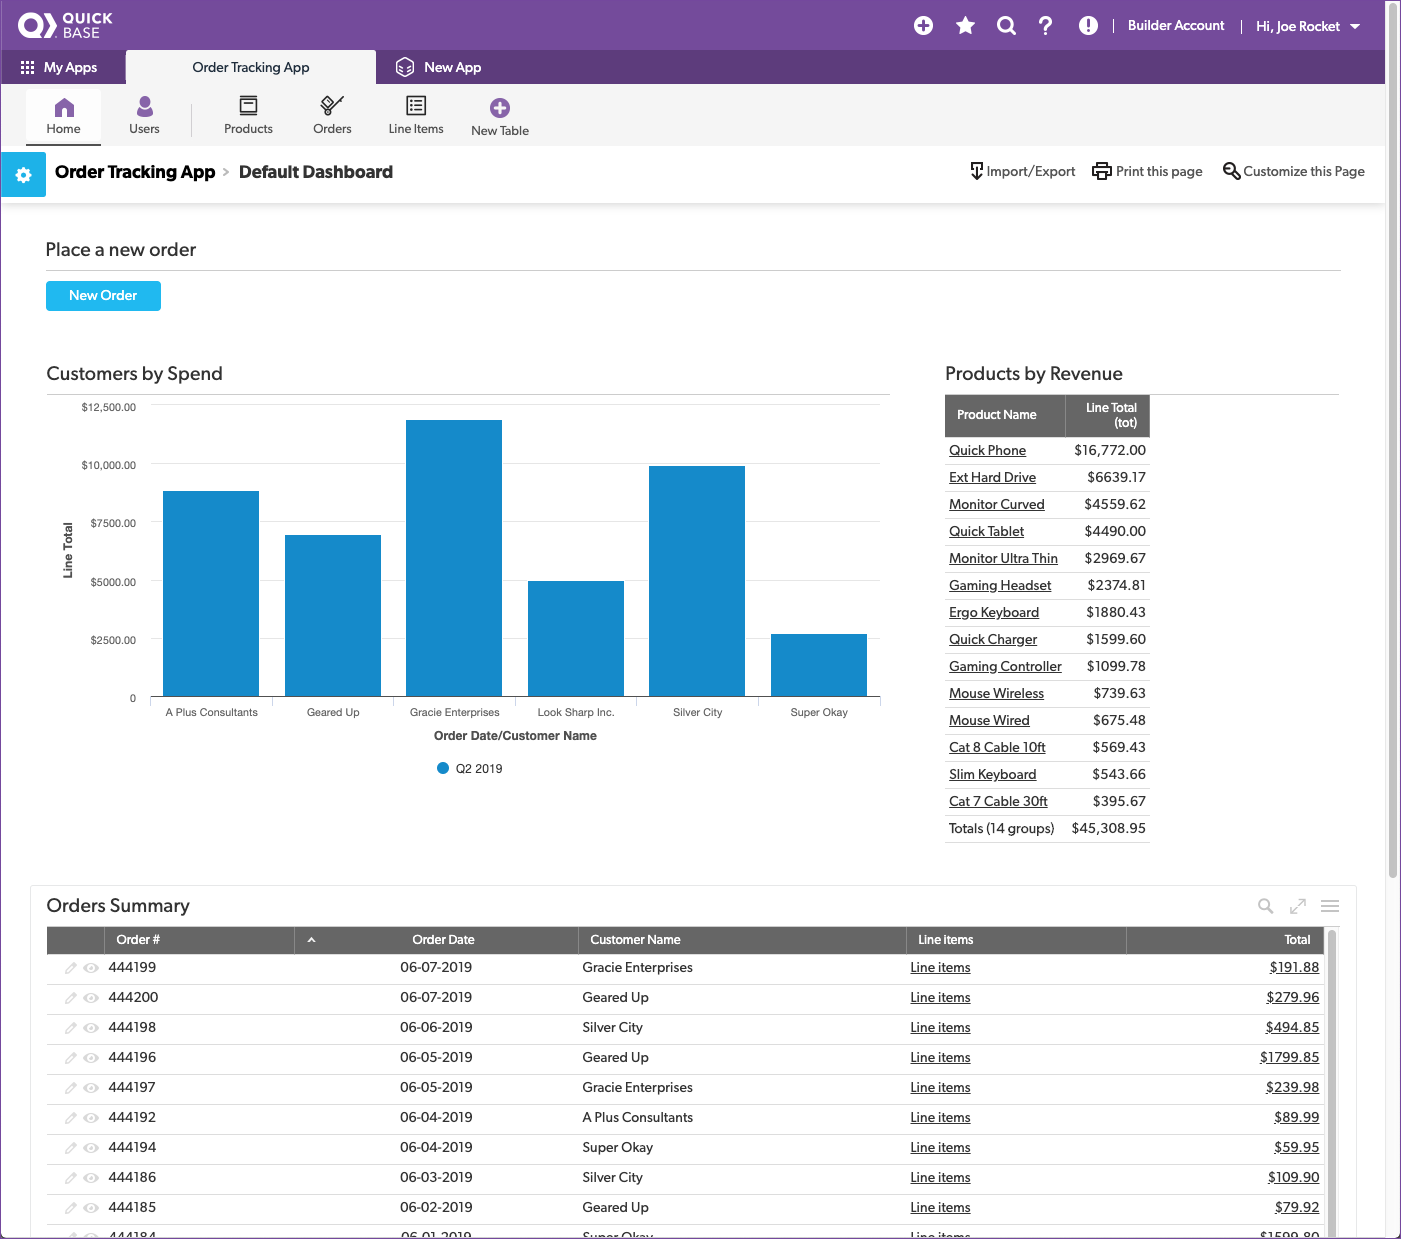 QUICK
BASE
Builder Account
Hi, Joe Rocket
My Apps
Order Tracking App
New App
Home
Users
Products
Orders
Line Items
New Table
Order Tracking App > Default Dashboard
Import/Export
Print this page
Customize this Page
Place a new order
New Order
Customers by Spend
$12,500.00
$10,000.00
$7500.00
$5000.00
$2500.00
0
Line Total
A Plus Consultants
Geared Up
Gracie Enterprises
Look Sharp Inc.
Silver City
Super Okay
Order Date/Customer Name
Q2 2019
Products by Revenue
Product Name Line Total
(tot)
Quick Phone $16,772.00
Ext Hard Drive $6639.17
Monitor Curved $4559.62
Quick Tablet $4490.00
Monitor Ultra Thin $2969.67
Gaming Headset $2374.81
Ergo Keyboard $1880.43
Quick Charger $1599.60
Gaming Controller $1099.78
Mouse Wireless $739.63
Mouse Wired $675.48
Cat 8 Cable 10ft $569.43
Slim Keyboard $543.66
Cat 7 Cable 30ft $395.67
Totals (14 groups) $45,308.95
Orders Summary
Order # Order Date Customer Name Line items Total
444199 06-07-2019 Gracie Enterprises Line items $191.88
444200 06-07-2019 Geared Up Line items $279.96
444198 06-06-2019 Silver City Line items $494.85
444196 06-05-2019 Geared Up Line items $1799.85
444197 06-05-2019 Gracie Enterprises Line items $239.98
444192 06-04-2019 A Plus Consultants Line items $89.99
444194 06-04-2019 Super Okay Line items $59.95
444186 06-03-2019 Silver City Line items $109.90
444185 06-02-2019 Geared Up Line items $79.92
444184 06-01-2019 Super Okay Line items $1599.80